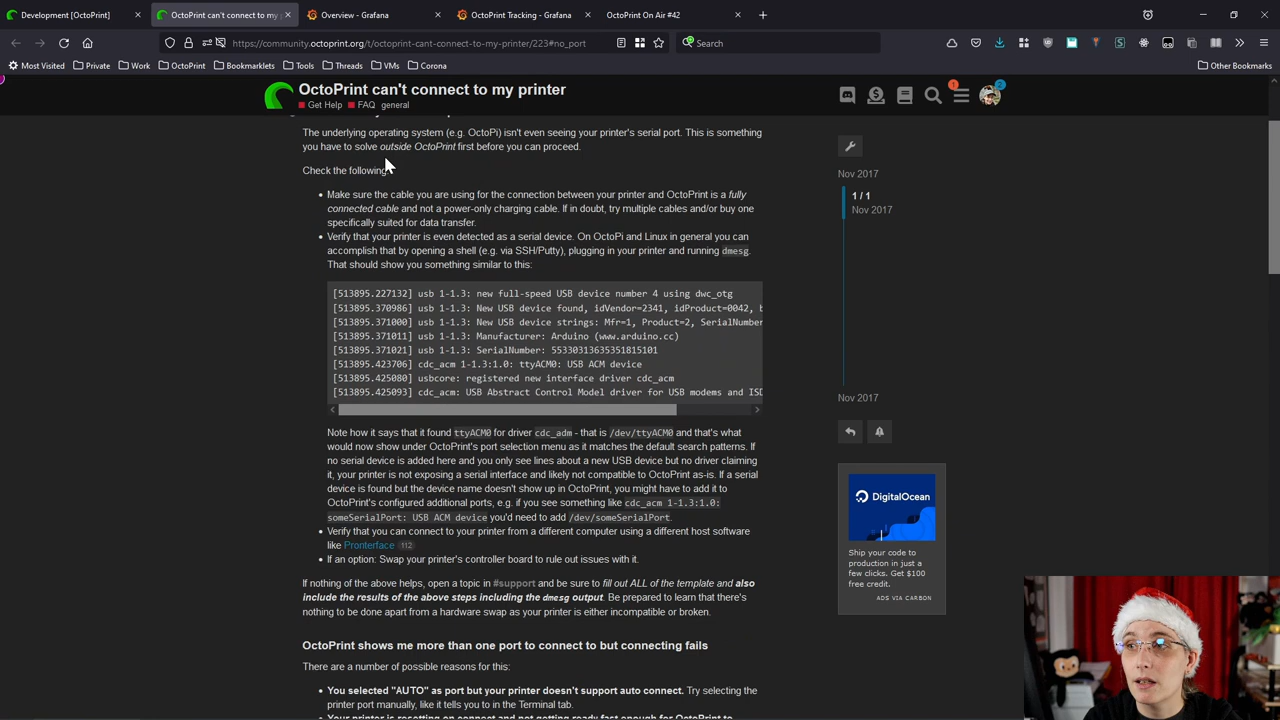 Development [OctoPrint]
OctoPrint can't connect to my p
Overview - Grafana
OctoPrint Tracking - Grafana
OctoPrint On Air #42
https://community.octoprint.org/t/octoprint-cant-connect-to-my-printer/223#no_port
Search
Most Visited
Private
Work
OctoPrint
Bookmarklets
Tools
Threads
VMs
Corona
Other Bookmarks
OctoPrint can't connect to my printer
Get Help
FAQ
general
1
2
The underlying operating system (e.g. OctoPi) isn't even seeing your printer's serial port. This is something
you have to solve outside OctoPrint first before you can proceed.
Check the following
Make sure the cable you are using for the connection between your printer and OctoPrint is a fully
connected cable and not a power-only charging cable. If in doubt, try multiple cables and/or buy one
specifically suited for data transfer.
Verify that your printer is even detected as a serial device. On OctoPi and Linux in general you can
accomplish that by opening a shell (e.g. via SSH/Putty), plugging in your printer and running dmesg.
That should show you something similar to this:
[513895.227132] usb 1-1.3: new full-speed USB device number 4 using dwc_otg
[513895.370986] usb 1-1.3: New USB device found, idVendor=2341, idProduct=0042, b
[513895.371000] usb 1-1.3: New USB device strings: Mfr=1, Product=2, SerialNumber
[513895.371011] usb 1-1.3: Manufacturer: Arduino (www.arduino.cc)
[513895.371021] usb 1-1.3: SerialNumber: 55330313635351815101
[513895.423706] cdc_acm 1-1.3:1.0: ttyACM0: USB ACM device
[513895.425080] usbcore: registered new interface driver cdc_acm
[513895.425093] cdc_acm: USB Abstract Control Model driver for USB modems and ISD
Note how it says that it found ttyACM0 for driver cdc_adm - that is /dev/ttyACM0 and that's what
would now show under OctoPrint's port selection menu as it matches the default search patterns. If
no serial device is added here and you only see lines about a new USB device but no driver claiming
it, your printer is not exposing a serial interface and likely not compatible to OctoPrint as-is. If a serial
device is found but the device name doesn't show up in OctoPrint, you might have to add it to
OctoPrint's configured additional ports, e.g. if you see something like cdc_acm 1-1.3:1.0:
someSerialPort: USB ACM device you'd need to add /dev/someSerialPort.
Verify that you can connect to your printer from a different computer using a different host software
like Pronterface 112
If an option: Swap your printer's controller board to rule out issues with it.
If nothing of the above helps, open a topic in #support and be sure to fill out ALL of the template and also
include the results of the above steps including the dmesg output. Be prepared to learn that there's
nothing to be done apart from a hardware swap as your printer is either incompatible or broken.
OctoPrint shows me more than one port to connect to but connecting fails
There are a number of possible reasons for this:
You selected "AUTO" as port but your printer doesn't support auto connect. Try selecting the
printer port manually, like it tells you to in the Terminal tab.
Your printer is resetting on connect and not getting ready fast enough for OctoPrint to
Nov 2017
1 / 1
Nov 2017
Nov 2017
DigitalOcean
Ship your code to
production in just a
few clicks. Get $100
free credit.
ADS VIA CARBON